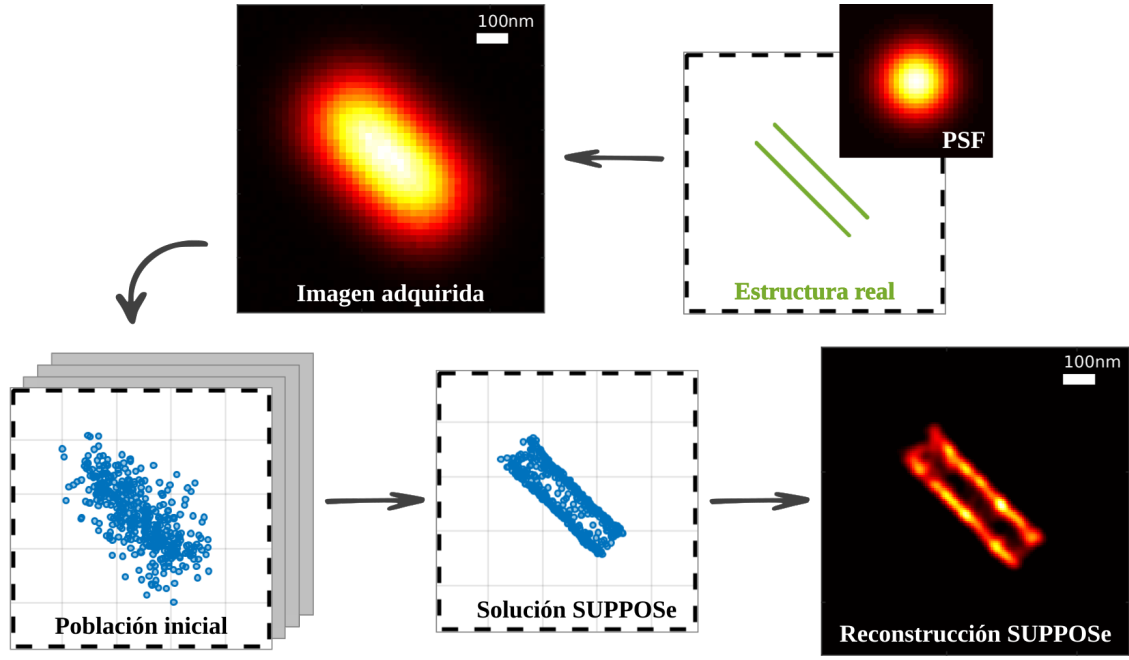 100nm
Imagen adquirida
PSF
Estructura real
Población inicial
Solución SUPPOSe
100nm
Reconstrucción SUPPOSe